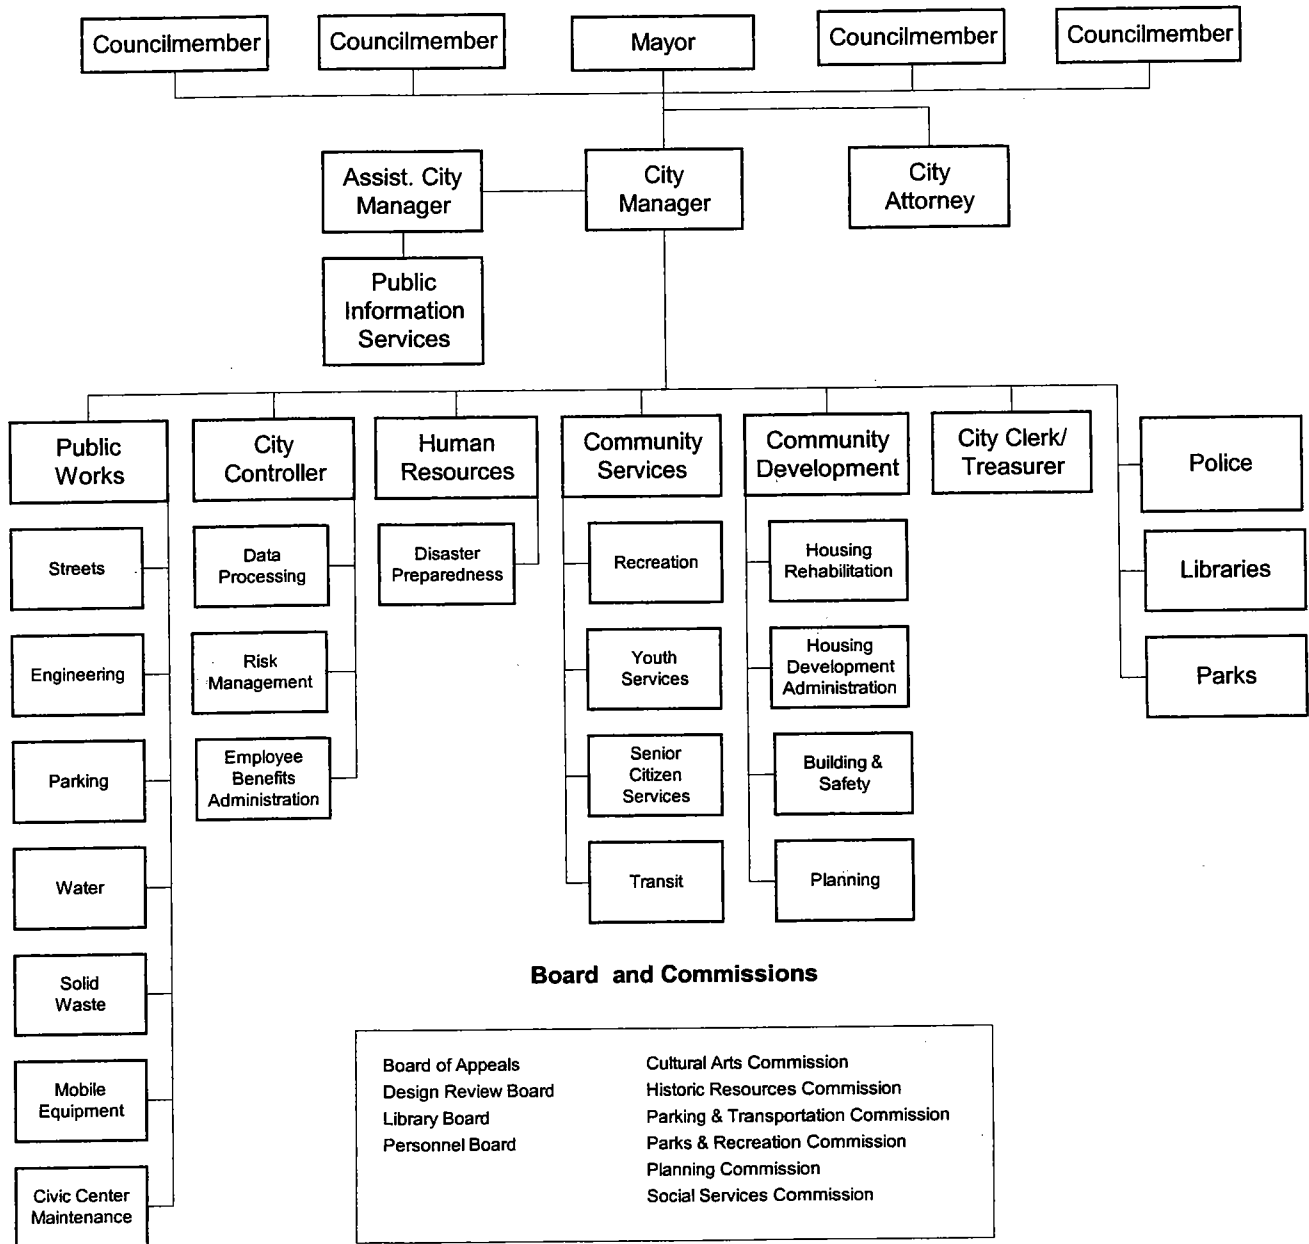 Councilmember
Councilmember
Mayor
Councilmember
Councilmember
Assist. City
Manager
City
Manager
City
Attorney
Public
Information
Services
Public
Works
City
Controller
Human
Resources
Community
Services
Community
Development
City Clerk/
Treasurer
Police
Libraries
Parks
Streets
Engineering
Parking
Water
Solid
Waste
Mobile
Equipment
Civic Center
Maintenance
Data
Processing
Risk
Management
Employee
Benefits
Administration
Disaster
Preparedness
Recreation
Youth
Services
Senior
Citizen
Services
Transit
Housing
Rehabilitation
Housing
Development
Administration
Building &
Safety
Planning
Board and Commissions
Board of Appeals
Design Review Board
Library Board
Personnel Board
Cultural Arts Commission
Historic Resources Commission
Parking & Transportation Commission
Parks & Recreation Commission
Planning Commission
Social Services Commission